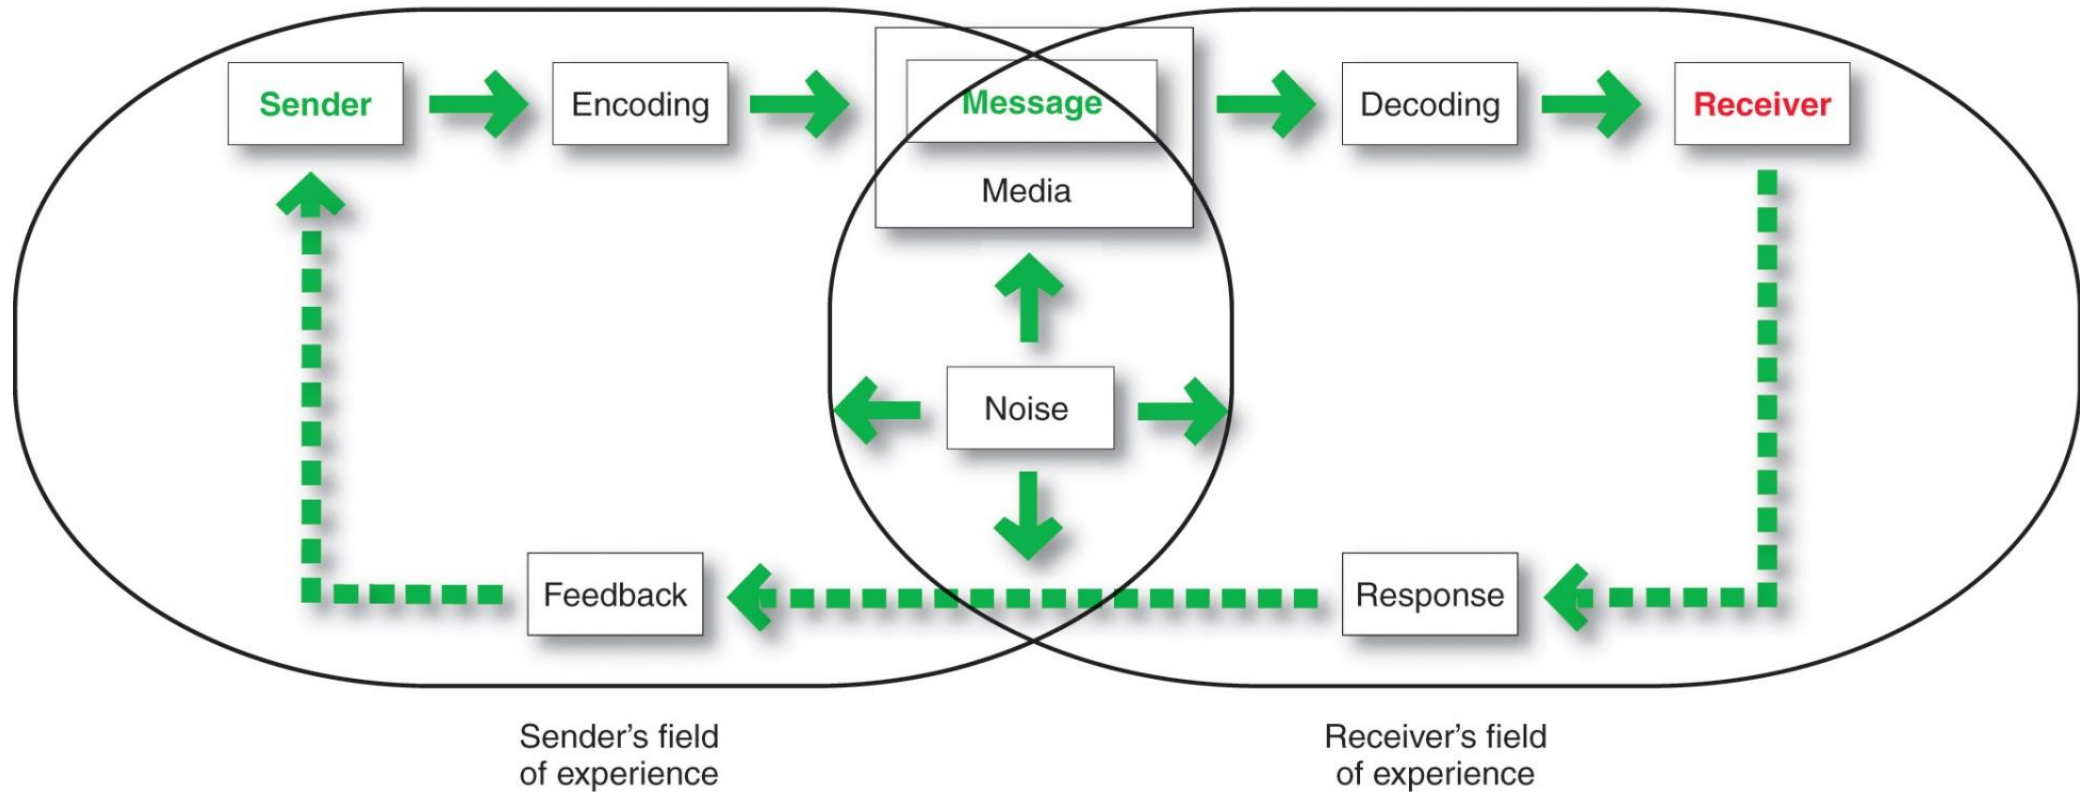 Sender
Encoding
Message
Media
Decoding
Receiver
Noise
Feedback
Response
Sender’s field
of experience
Receiver’s field
of experience